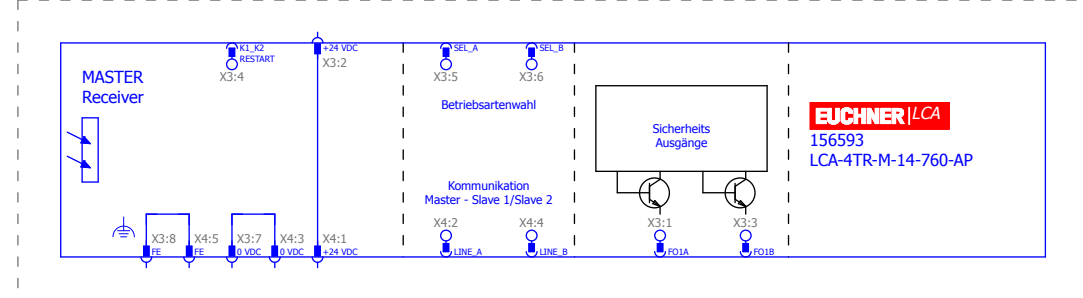 K1_K2
RESTART
X3:4
+24 VDC
X3:2
SEL_A
X3:5
SEL_B
X3:6
MASTER
Receiver
Betriebsartenwahl
Sicherheits
Ausgänge
EUCHNER LCA
156593
LCA-4TR-M-14-760-AP
Kommunikation
Master - Slave 1/Slave 2
X3:8
FE
X4:5
FE
X3:7
0 VDC
X4:3
0 VDC
X4:1
+24 VDC
X4:2
LINE_A
X4:4
LINE_B
X3:1
FO1A
X3:3
FO1B